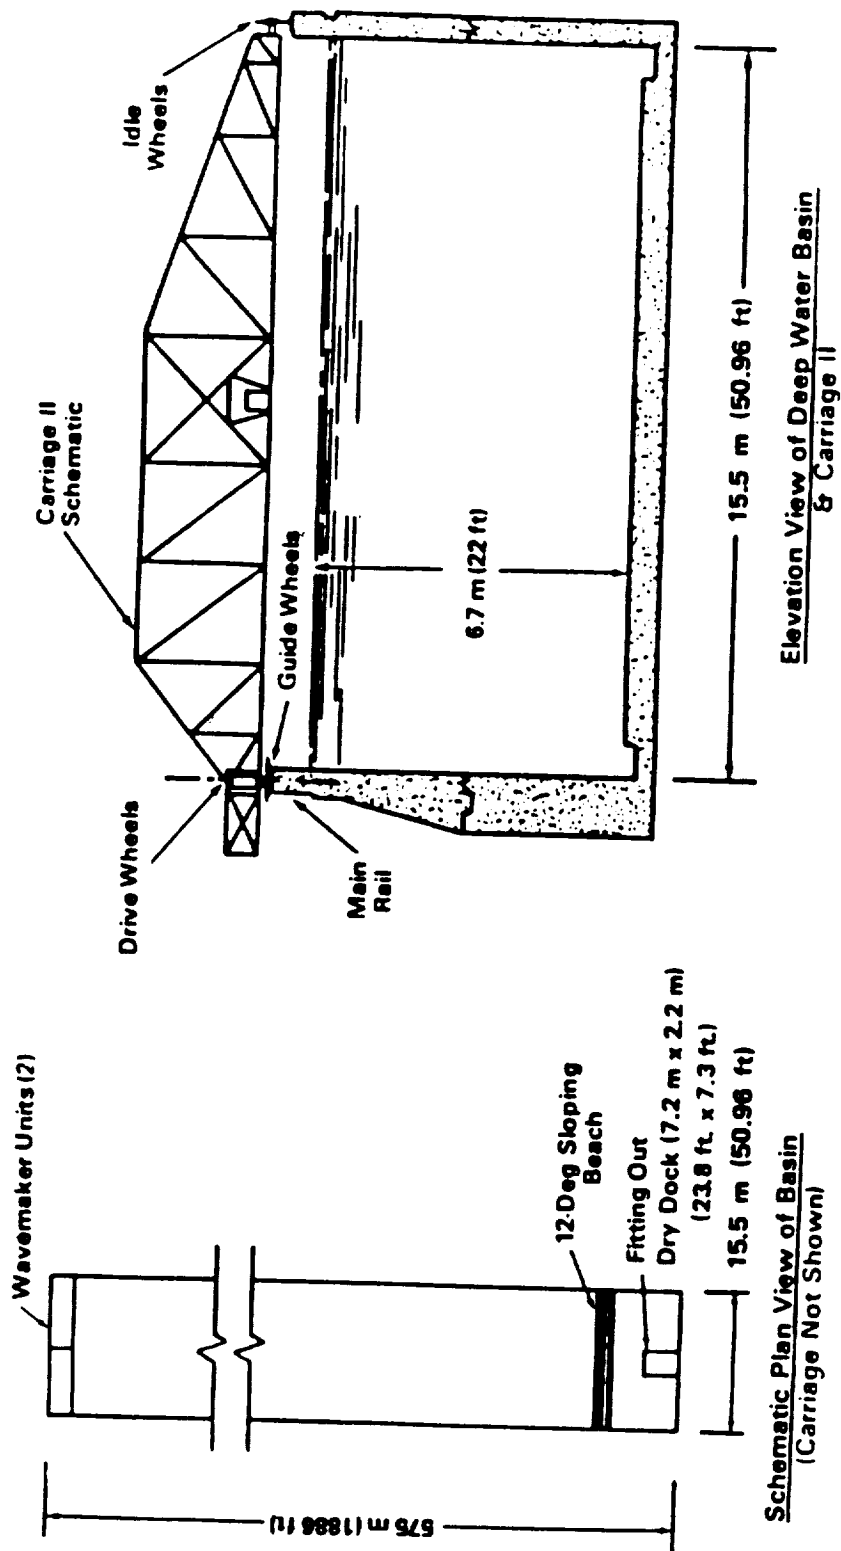 Wavemaker Units (2)
575 m (1886 ft)
12-Deg Sloping
Beach
Fitting Out
Dry Dock (7.2 m x 2.2 m)
(23.8 ft. x 7.3 ft.)
15.5 m (50.96 ft)
Schematic Plan View of Basin
(Carriage Not Shown)
Carriage II
Schematic
Idle
Wheels
Drive Wheels
Guide Wheels
Main
Rail
6.7 m (22 ft)
15.5 m (50.96 ft)
Elevation View of Deep Water Basin
& Carriage II